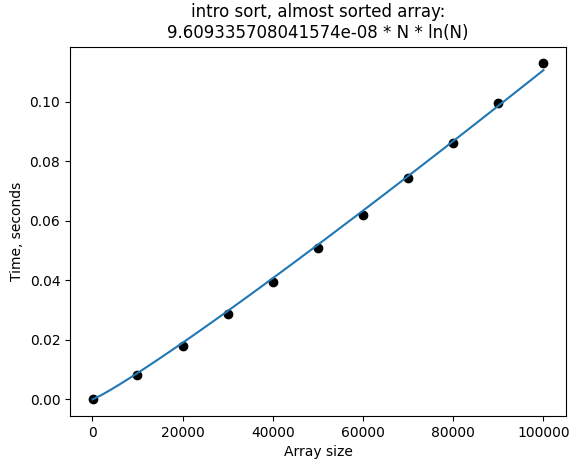 intro sort, almost sorted array:
9.609335708041574e-08 * N * ln(N)
Time, seconds
0.10
0.08
0.06
0.04
0.02
0.00
0 20000 40000 60000 80000 100000
Array size